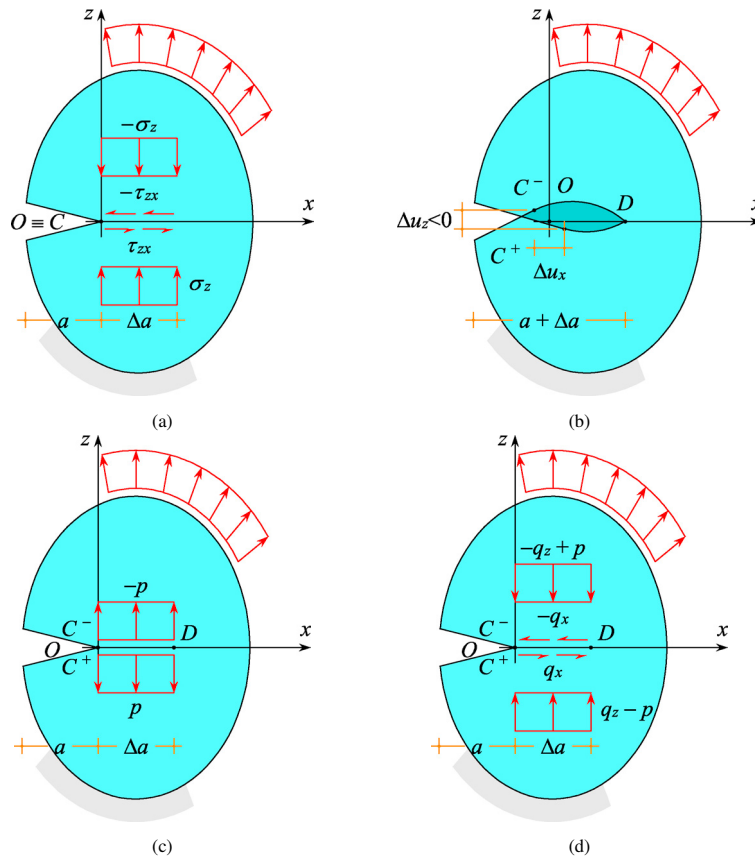 z
−σz
−τzx
x
O ≡ C
τzx
σz
a
Δa
(a)
z
C−
O
D
x
Δuz<0
C+
Δux
a + Δa
(b)
z
−p
C−
D
x
O
C+
p
a
Δa
(c)
z
−qz + p
−qx
C−
D
x
O
C+
qx
qz − p
a
Δa
(d)